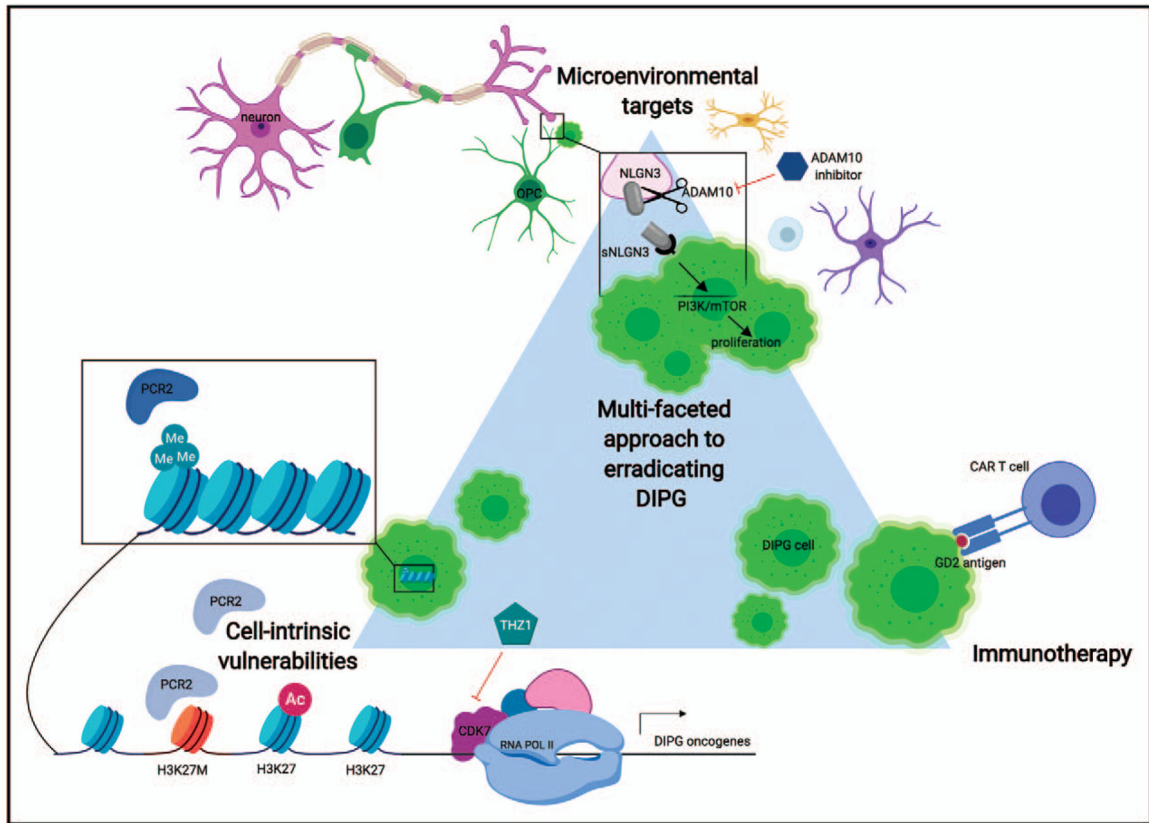 neuron
Microenvironmental
targets
OPC
NLGN3
ADAM10
ADAM10
inhibitor
sNLGN3
PI3K/mTOR
proliferation
PCR2
Me
Me Me
Multi-faceted
approach to
erradicating
DIPG
CAR T cell
DIPG cell
GD2 antigen
PCR2
THZ1
Cell-intrinsic
vulnerabilities
Immunotherapy
PCR2
Ac
CDK7
RNA POL II
DIPG oncogenes
H3K27M
H3K27
H3K27